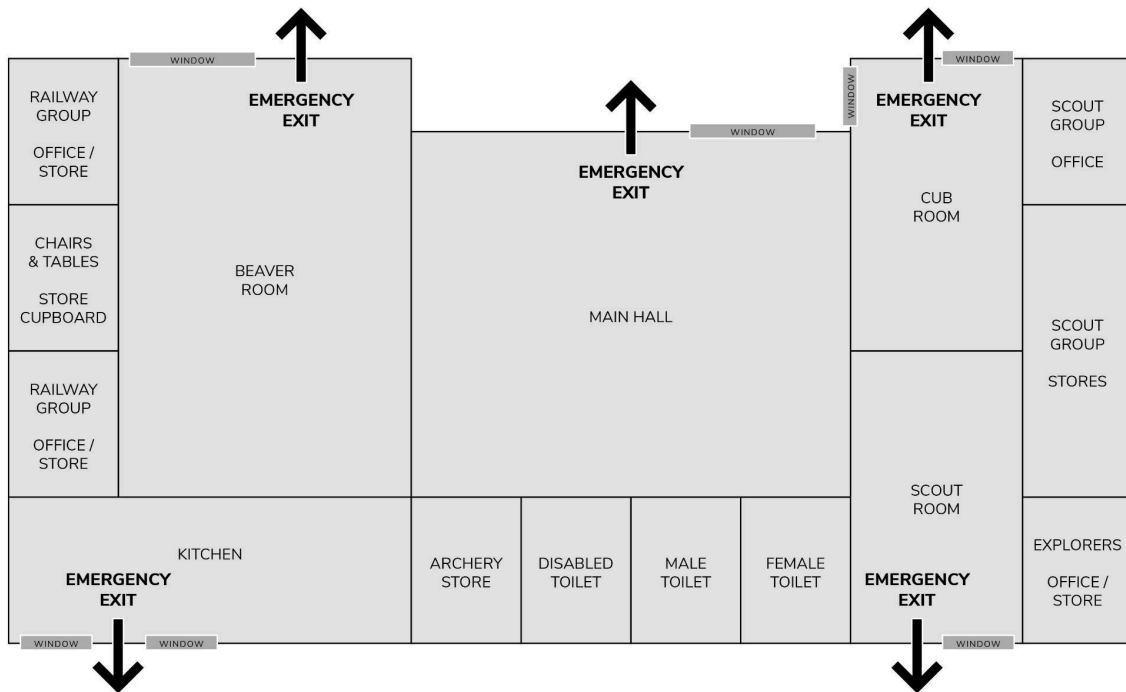 WINDOW
EMERGENCY
EXIT
RAILWAY
GROUP
OFFICE /
STORE
CHAIRS
& TABLES
STORE
CUPBOARD
RAILWAY
GROUP
OFFICE /
STORE
BEAVER
ROOM
KITCHEN
EMERGENCY
EXIT
WINDOW
WINDOW
WINDOW
EMERGENCY
EXIT
MAIN HALL
ARCHERY
STORE
DISABLED
TOILET
MALE
TOILET
FEMALE
TOILET
WINDOW
WINDOW
EMERGENCY
EXIT
CUB
ROOM
SCOUT
GROUP
OFFICE
SCOUT
GROUP
STORES
SCOUT
ROOM
EMERGENCY
EXIT
WINDOW
EXPLORERS
OFFICE /
STORE